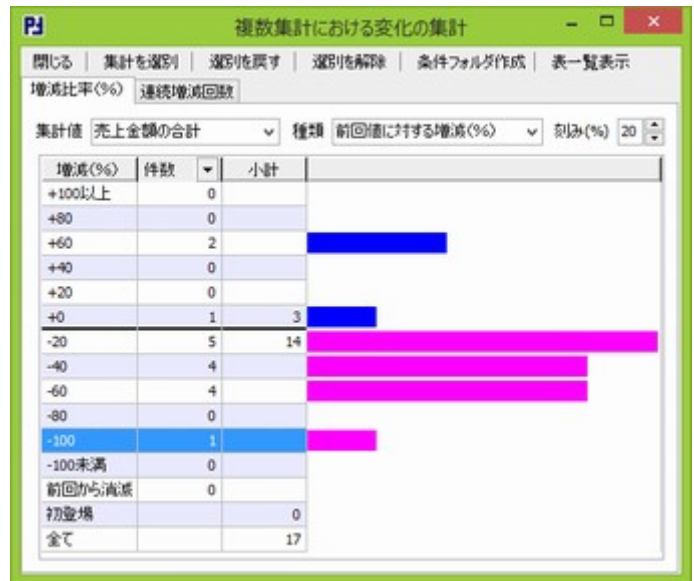 複数集計における変化の集計
閉じる 集計を選別 選別を戻す 選別を解除 条件フォルダ作成 表一覧表示
増減比率(%) 連続増減回数
集計値 売上金額の合計 種類 前回値に対する増減(%) 刻み(%) 20
増減(%) 件数 小計
+100以上 0
+80 0
+60 2
+40 0
+20 0
+0 1 3
-20 5 14
-40 4
-60 4
-80 0
-100 1
-100未満 0
前回から消滅 0
初登場 0
全て 17